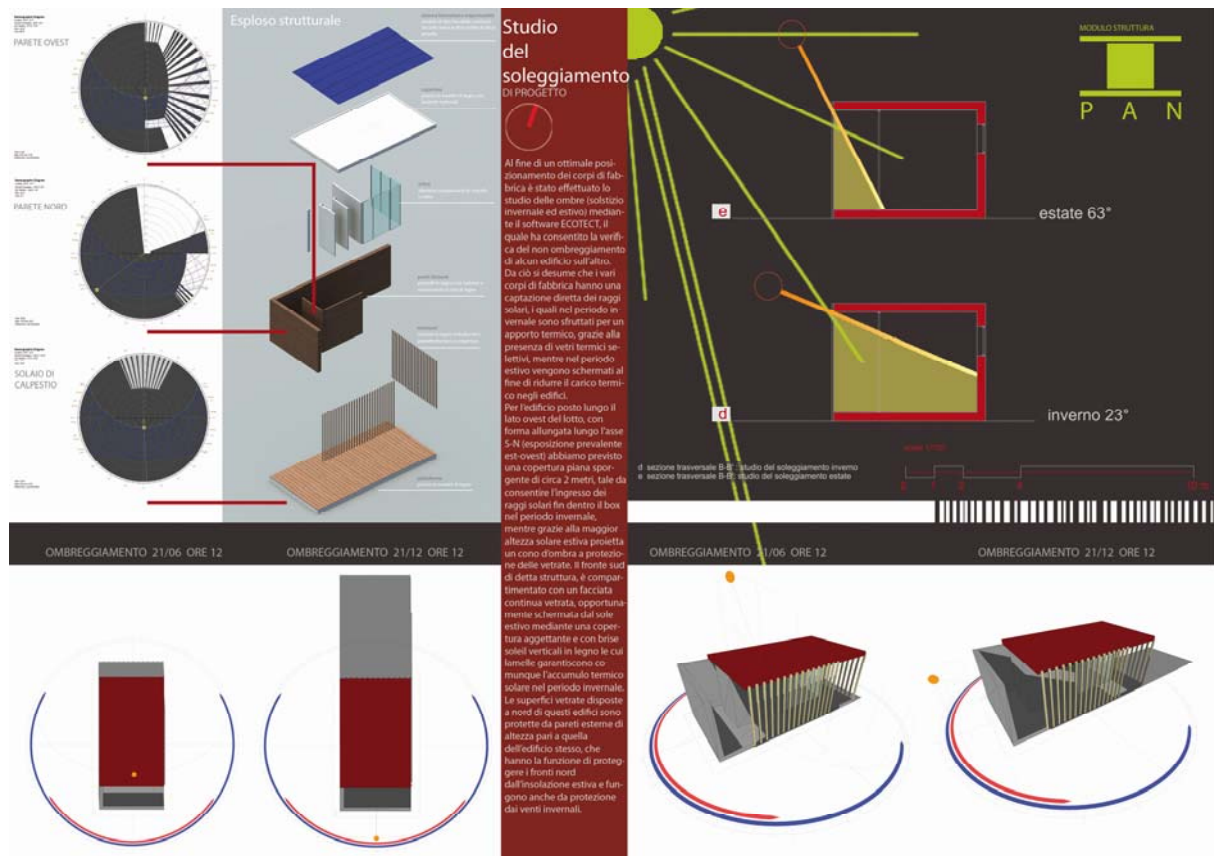 PARETE OVEST
PARETE NORD
SOLAIO DI
CALPESTIO
Esploso strutturale
Studio
del
soleggiamento
DI PROGETTO
Al fine di un ottimale posi-
zionamento dei corpi di fab-
brica è stato effettuato lo
studio delle ombre (solstizio
invernale ed estivo) median-
te il software ECOTECT, il
quale ha consentito la verifi-
ca del non ombreggiamento
di alcun edificio sull'altro.
Da ciò si desume che i vari
corpi di fabbrica hanno una
captazione diretta dei raggi
solari, i quali nel periodo in
vernale sono sfruttati per un
apporto termico, grazie alla
presenza di vetri termici se-
lettivi, mentre nel periodo
estivo vengono schermati al
fine di ridurre il carico termi-
co negli edifici.
Per l'edificio posto lungo il
lato ovest del lotto, con
forma allungata lungo l'asse
S-N (esposizione prevalente
est-ovest) abbiamo previsto
una copertura piana spor-
gente di circa 2 metri, tale da
consentire l'ingresso dei
raggi solari fin dentro il box
nel periodo invernale,
mentre grazie alla maggior
altezza solare estiva proietta
un cono d'ombra a protezio-
ne delle vetrate. Il fronte sud
di detta struttura, è compar-
timentato con un facciata
continua vetrata, opportuna-
mente schermata dal sole
estivo mediante una coper-
tura aggettante e con brise
soleil verticali in legno le cui
lamelle garantiscono co
munque l'accumulo termico
solare nel periodo invernale.
Le superfici vetrate disposte
a nord di questi edifici sono
protette da pareti esterne di
altezza pari a quella
dell'edificio stesso, che
hanno la funzione di proteg-
gere i fronti nord
dall'insolazione estiva e fun-
gono anche da protezione
dai venti invernali.
MODULO STRUTTURA
P A N
e
estate 63°
d
inverno 23°
d sezione trasversale B-B': studio del soleggiamento inverno
e sezione trasversale B-B': studio del soleggiamento estate
0 1 2 4 10 m
OMBREGGIAMENTO 21/06 ORE 12
OMBREGGIAMENTO 21/12 ORE 12
OMBREGGIAMENTO 21/06 ORE 12
OMBREGGIAMENTO 21/12 ORE 12